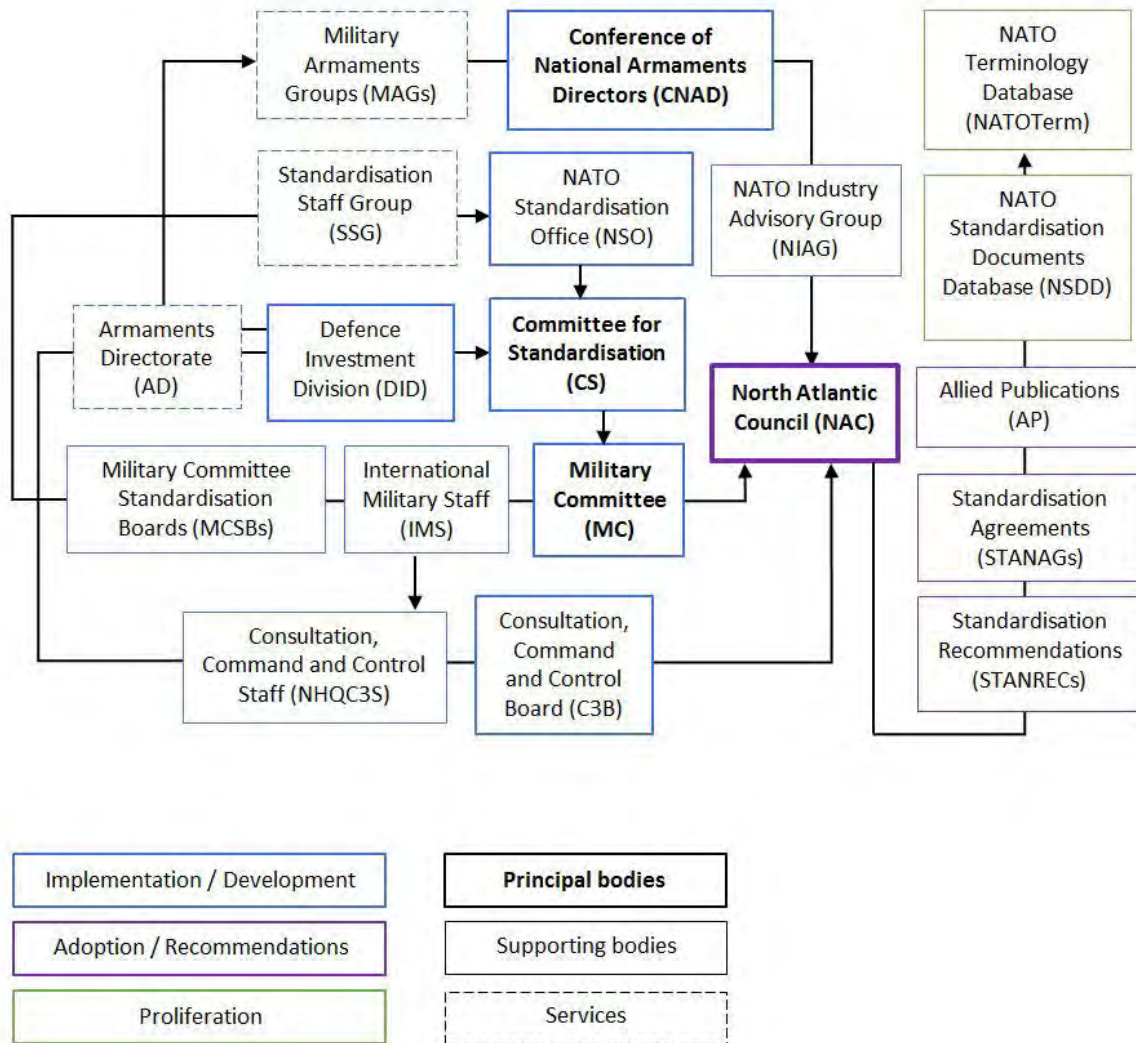 Military
Armaments
Groups (MAGs)
Conference of
National Armaments
Directors (CNAD)
NATO
Terminology
Database
(NATOTerm)
Standardisation
Staff Group
(SSG)
NATO
Standardisation
Office (NSO)
NATO Industry
Advisory Group
(NIAG)
NATO
Standardisation
Documents
Database (NSDD)
Armaments
Directorate
(AD)
Defence
Investment
Division (DID)
Committee for
Standardisation
(CS)
North Atlantic
Council (NAC)
Allied Publications
(AP)
Military Committee
Standardisation
Boards (MCSBs)
International
Military Staff
(IMS)
Military
Committee
(MC)
Standardisation
Agreements
(STANAGs)
Consultation,
Command and Control
Staff (NHQC3S)
Consultation,
Command
and Control
Board (C3B)
Standardisation
Recommendations
(STANRECs)
Implementation / Development
Principal bodies
Adoption / Recommendations
Supporting bodies
Proliferation
Services